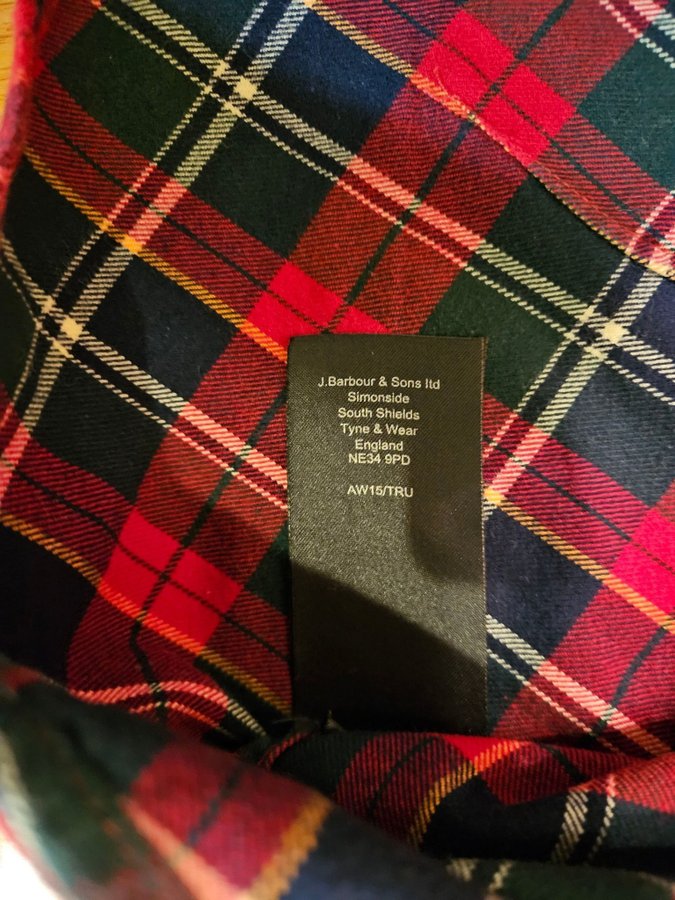 J.Barbour & Sons ltd
Simonside
South Shields
Tyne & Wear
England
NE34 9PD
AW15/TRU